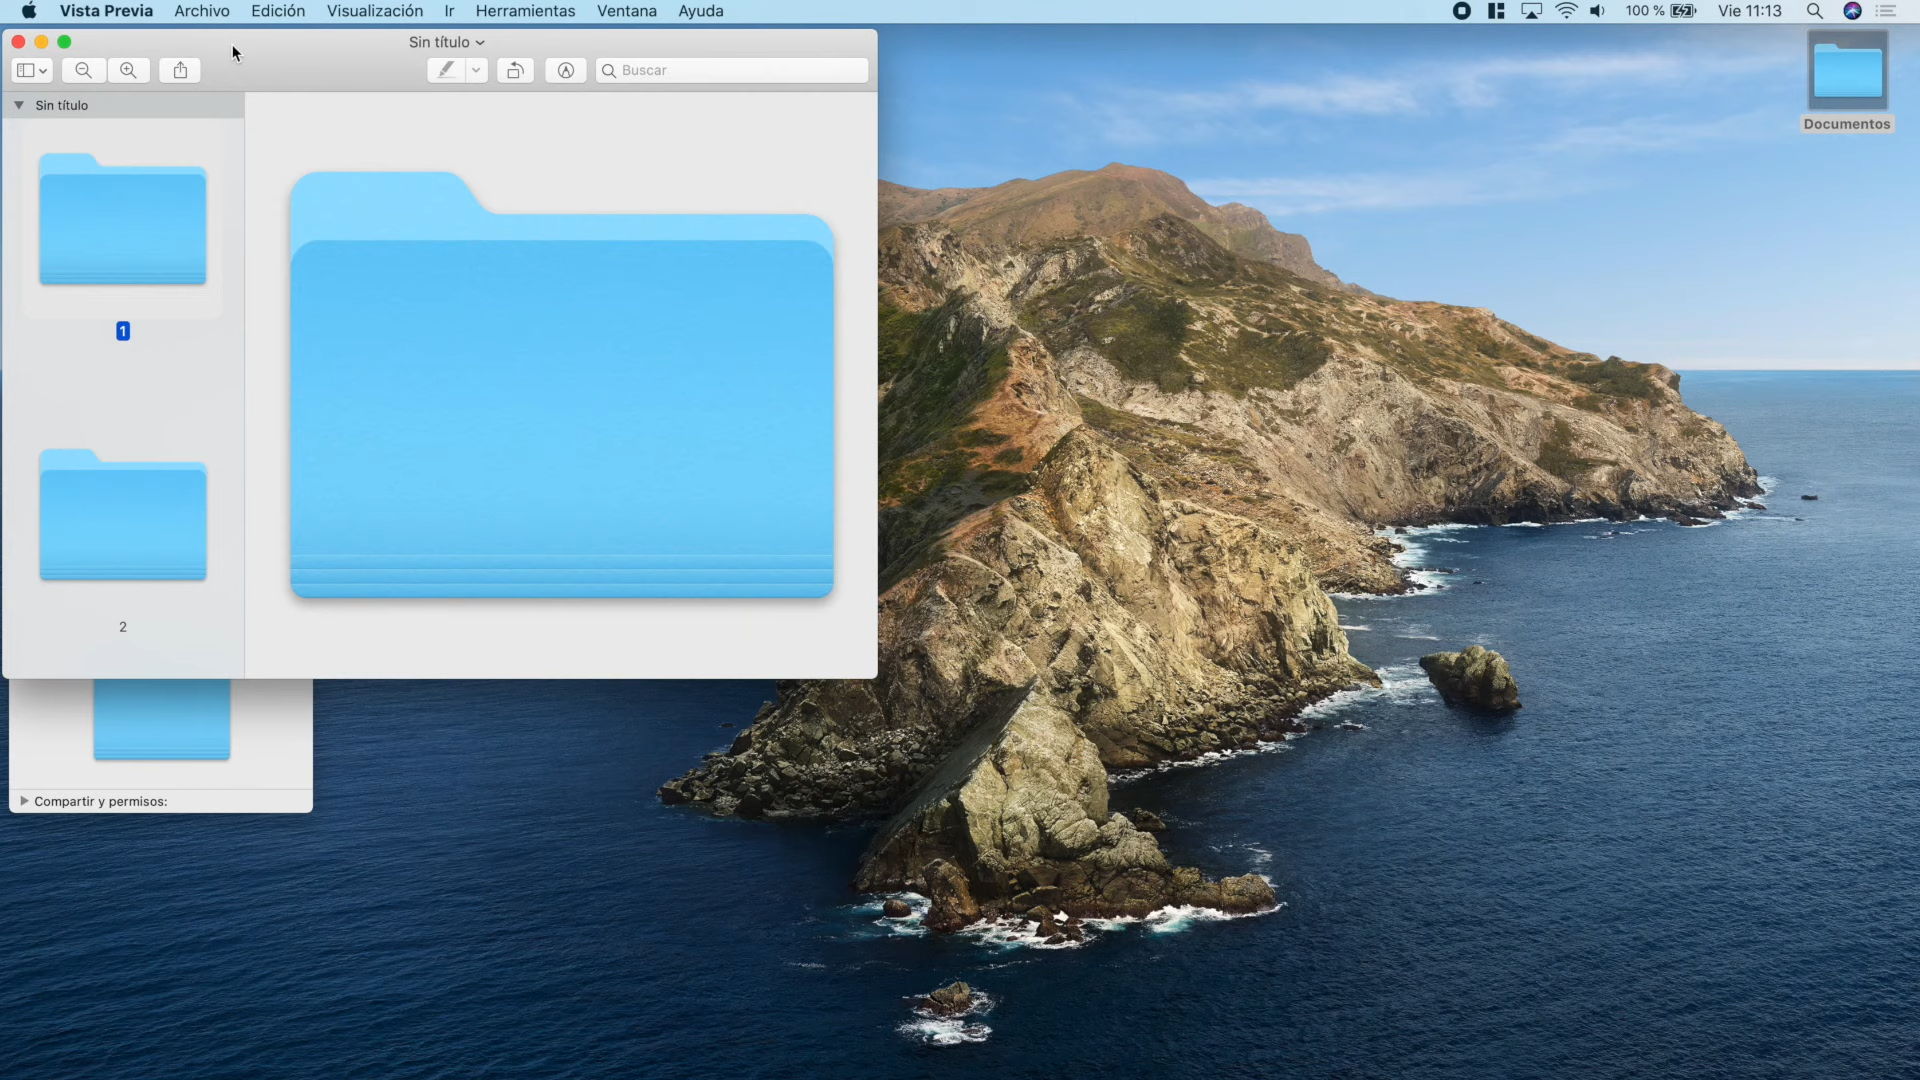 Vista Previa Archivo Edición Visualización Ir Herramientas Ventana Ayuda
100 % Vie 11:13
Sin título
Buscar
Sin título
1
2
Compartir y permisos:
Documentos